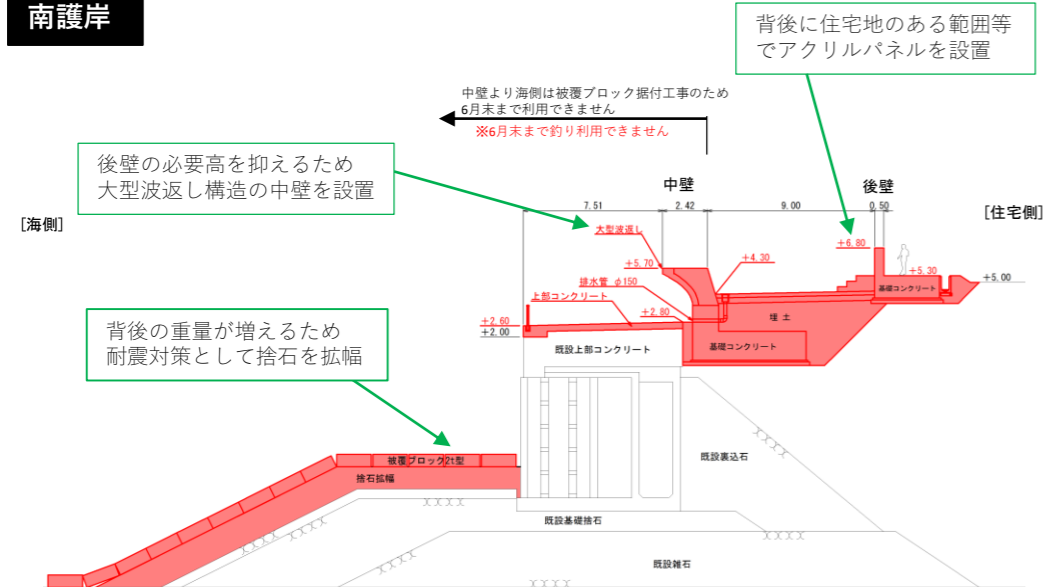 南護岸
背後に住宅地のある範囲等
でアクリルパネルを設置
中壁より海側は被覆ブロック据付工事のため
6月末まで利用できません
※6月末まで釣り利用できません
後壁の必要高を抑えるため
大型波返し構造の中壁を設置
中壁
後壁
7.51
2.42
9.00
0.50
[海側]
[住宅側]
大型波返し
+6.80
+5.70
+4.30
+5.30
+5.00
排水管 φ150
基礎コンクリート
上部コンクリート
+2.80
埋土
+2.60
+2.00
既設上部コンクリート
基礎コンクリート
背後の重量が増えるため
耐震対策として捨石を拡幅
被覆ブロック2t型
捨石拡幅
既設裏込石
既設基礎捨石
既設雑石